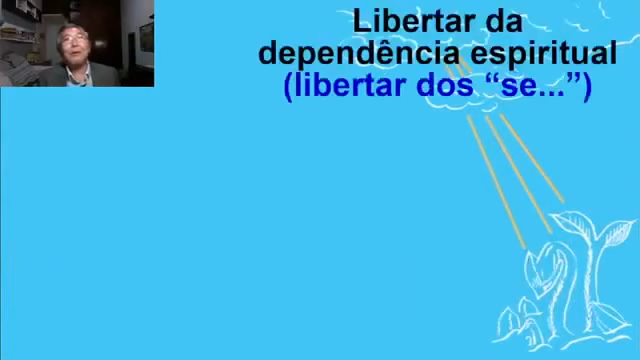 Libertar da
dependência espiritual
(libertar dos “se...”)